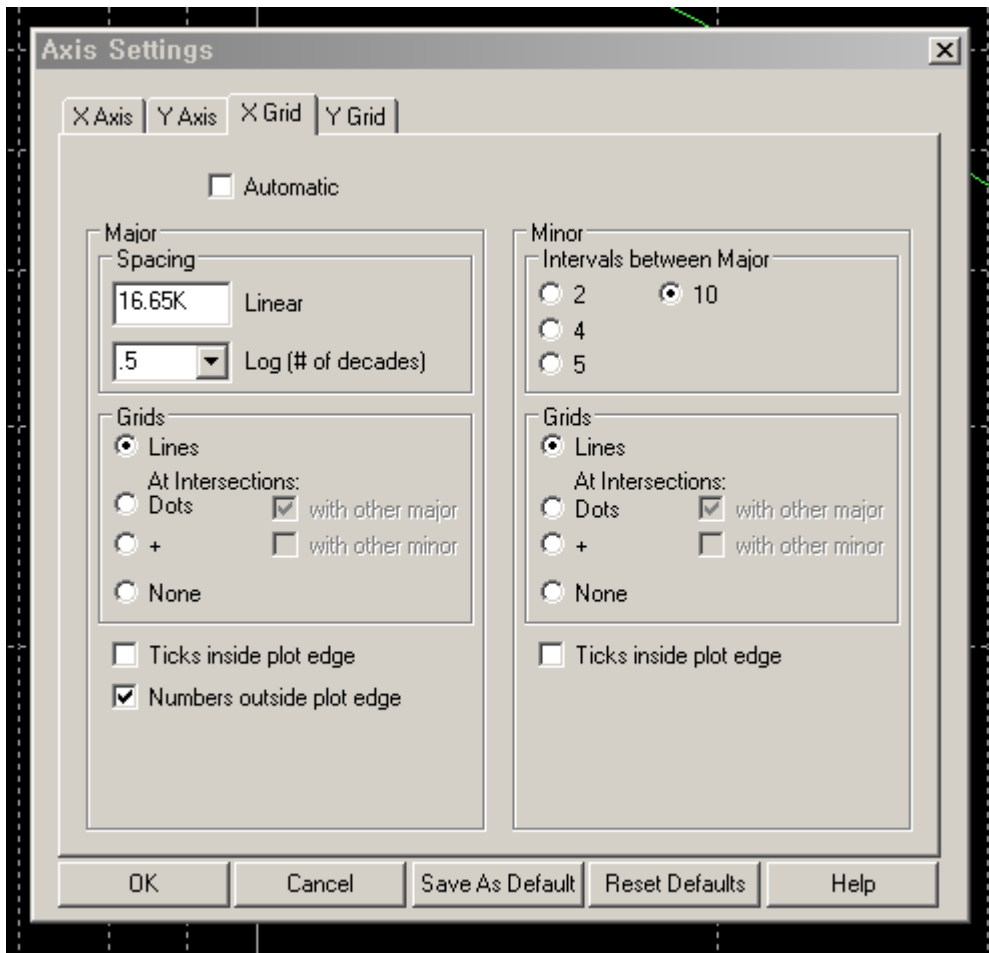 Axis Settings
X Axis
Y Axis
X Grid
Y Grid
Automatic
Major
Spacing
16.65K Linear
.5 Log (# of decades)
Grids
Lines
At Intersections:
Dots with other major
+ with other minor
None
Ticks inside plot edge
Numbers outside plot edge
Minor
Intervals between Major
2 10
4
5
Grids
Lines
At Intersections:
Dots with other major
+ with other minor
None
Ticks inside plot edge
OK
Cancel
Save As Default
Reset Defaults
Help